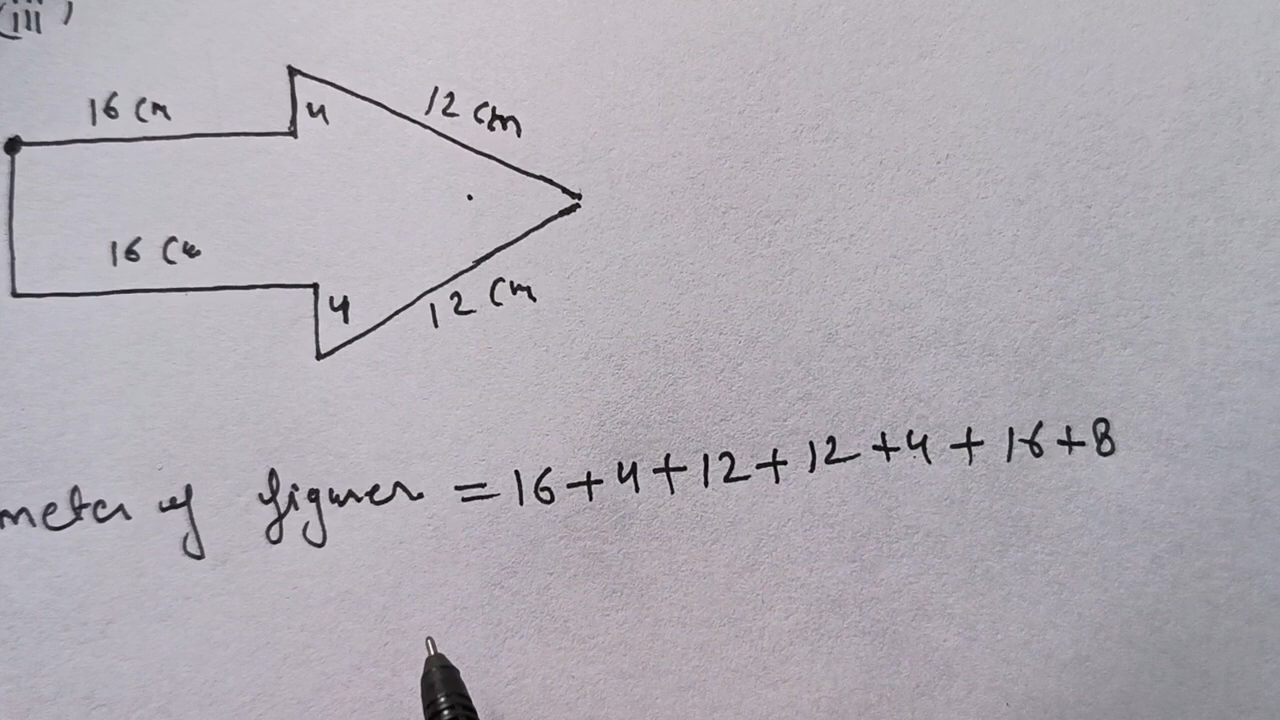 (iii)
16 cm
4
12 cm
16 cm
4
12 cm
meter of figures = 16+4+12+12+4+16+8